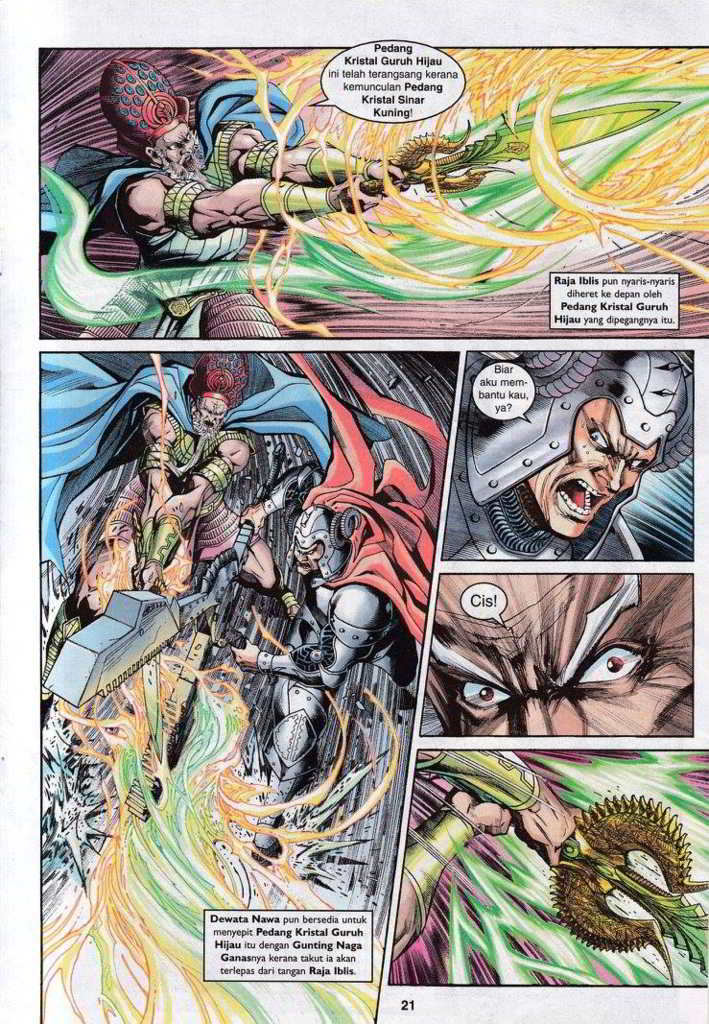 Pedang
Kristal Guruh Hijau
ini telah terangsang kerana
kemunculan Pedang
Kristal Sinar
Kuning!
Raja Iblis pun nyaris-nyaris
diheret ke depan oleh
Pedang Kristal Guruh
Hijau yang dipegangnya itu.
Biar
aku mem-
bantu kau,
ya?
Cis!
Dewata Nawa pun bersedia untuk
menyepit Pedang Kristal Guruh
Hijau itu dengan Gunting Naga
Ganasnya kerana takut ia akan
terlepas dari tangan Raja Iblis.
21